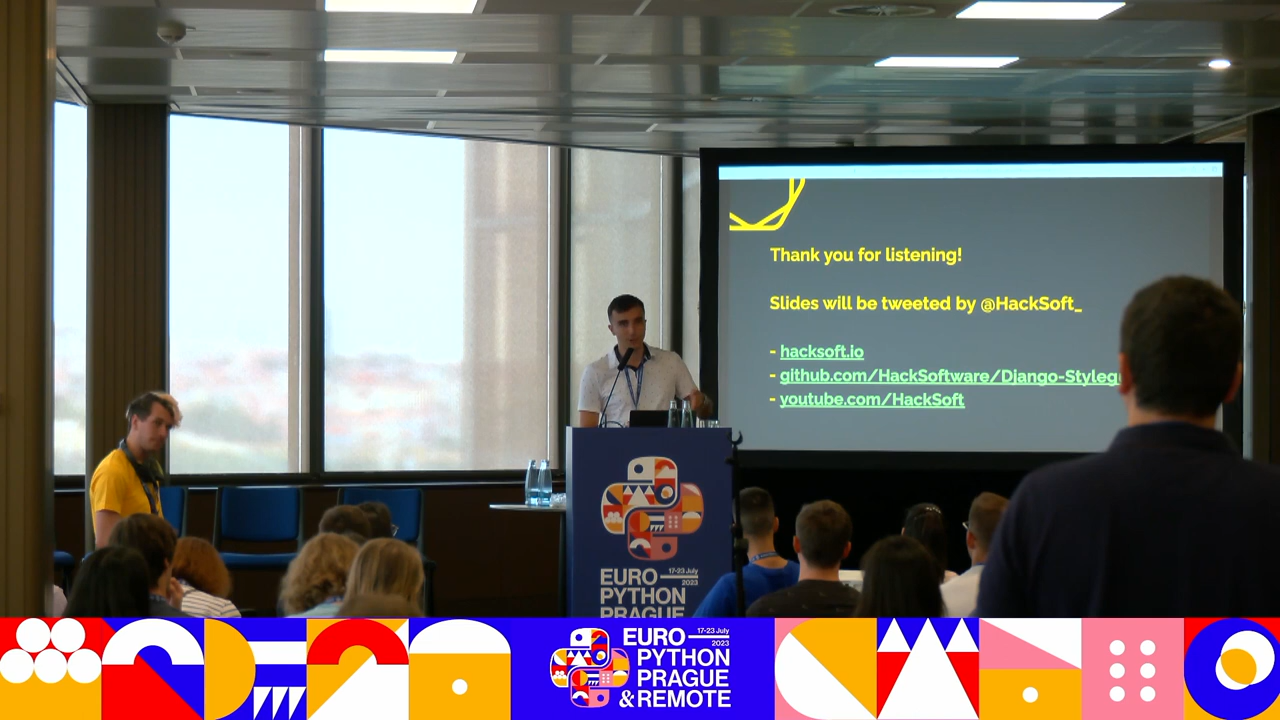 Thank you for listening!
Slides will be tweeted by @HackSoft_
- hacksoft.io
- github.com/HackSoftware/Django-Styleg
- youtube.com/HackSoft
EURO 17-23 July
2023
PYTHON
PRAGUE
EURO 17-23 July
2023
PYTHON
PRAGUE
& REMOTE